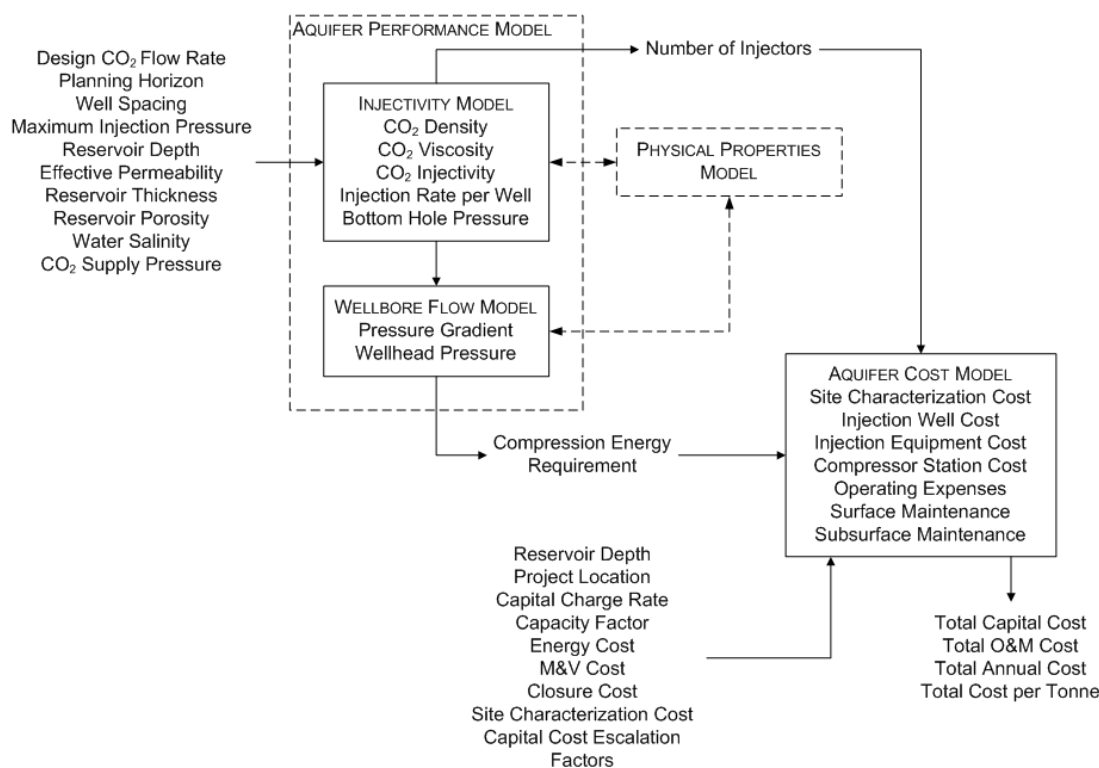 AQUIFER PERFORMANCE MODEL
Design CO₂ Flow Rate
Planning Horizon
Well Spacing
Maximum Injection Pressure
Reservoir Depth
Effective Permeability
Reservoir Thickness
Reservoir Porosity
Water Salinity
CO₂ Supply Pressure
INJECTIVITY MODEL
CO₂ Density
CO₂ Viscosity
CO₂ Injectivity
Injection Rate per Well
Bottom Hole Pressure
Number of Injectors
PHYSICAL PROPERTIES
MODEL
WELLBORE FLOW MODEL
Pressure Gradient
Wellhead Pressure
Compression Energy
Requirement
AQUIFER COST MODEL
Site Characterization Cost
Injection Well Cost
Injection Equipment Cost
Compressor Station Cost
Operating Expenses
Surface Maintenance
Subsurface Maintenance
Reservoir Depth
Project Location
Capital Charge Rate
Capacity Factor
Energy Cost
M&V Cost
Closure Cost
Site Characterization Cost
Capital Cost Escalation
Factors
Total Capital Cost
Total O&M Cost
Total Annual Cost
Total Cost per Tonne